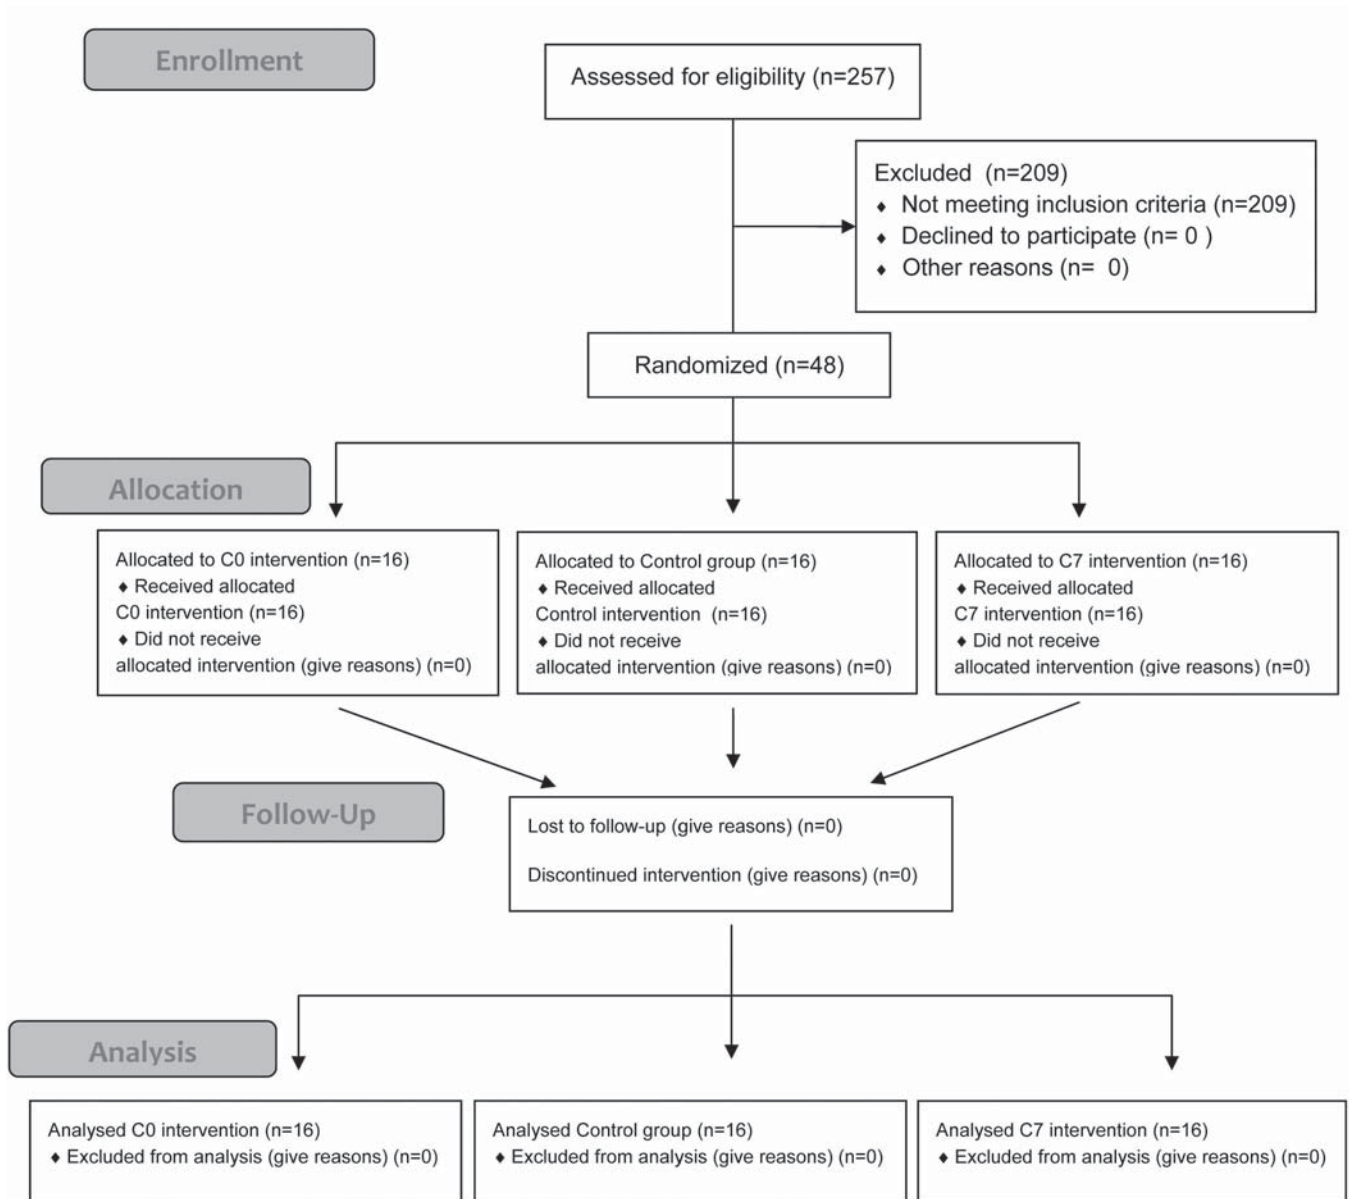 Enrollment
Assessed for eligibility (n=257)
Excluded (n=209)
♦ Not meeting inclusion criteria (n=209)
♦ Declined to participate (n= 0 )
♦ Other reasons (n= 0)
Randomized (n=48)
Allocation
Allocated to C0 intervention (n=16)
♦ Received allocated
C0 intervention (n=16)
♦ Did not receive
allocated intervention (give reasons) (n=0)
Allocated to Control group (n=16)
♦ Received allocated
Control intervention (n=16)
♦ Did not receive
allocated intervention (give reasons) (n=0)
Allocated to C7 intervention (n=16)
♦ Received allocated
C7 intervention (n=16)
♦ Did not receive
allocated intervention (give reasons) (n=0)
Follow-Up
Lost to follow-up (give reasons) (n=0)
Discontinued intervention (give reasons) (n=0)
Analysis
Analysed C0 intervention (n=16)
♦ Excluded from analysis (give reasons) (n=0)
Analysed Control group (n=16)
♦ Excluded from analysis (give reasons) (n=0)
Analysed C7 intervention (n=16)
♦ Excluded from analysis (give reasons) (n=0)